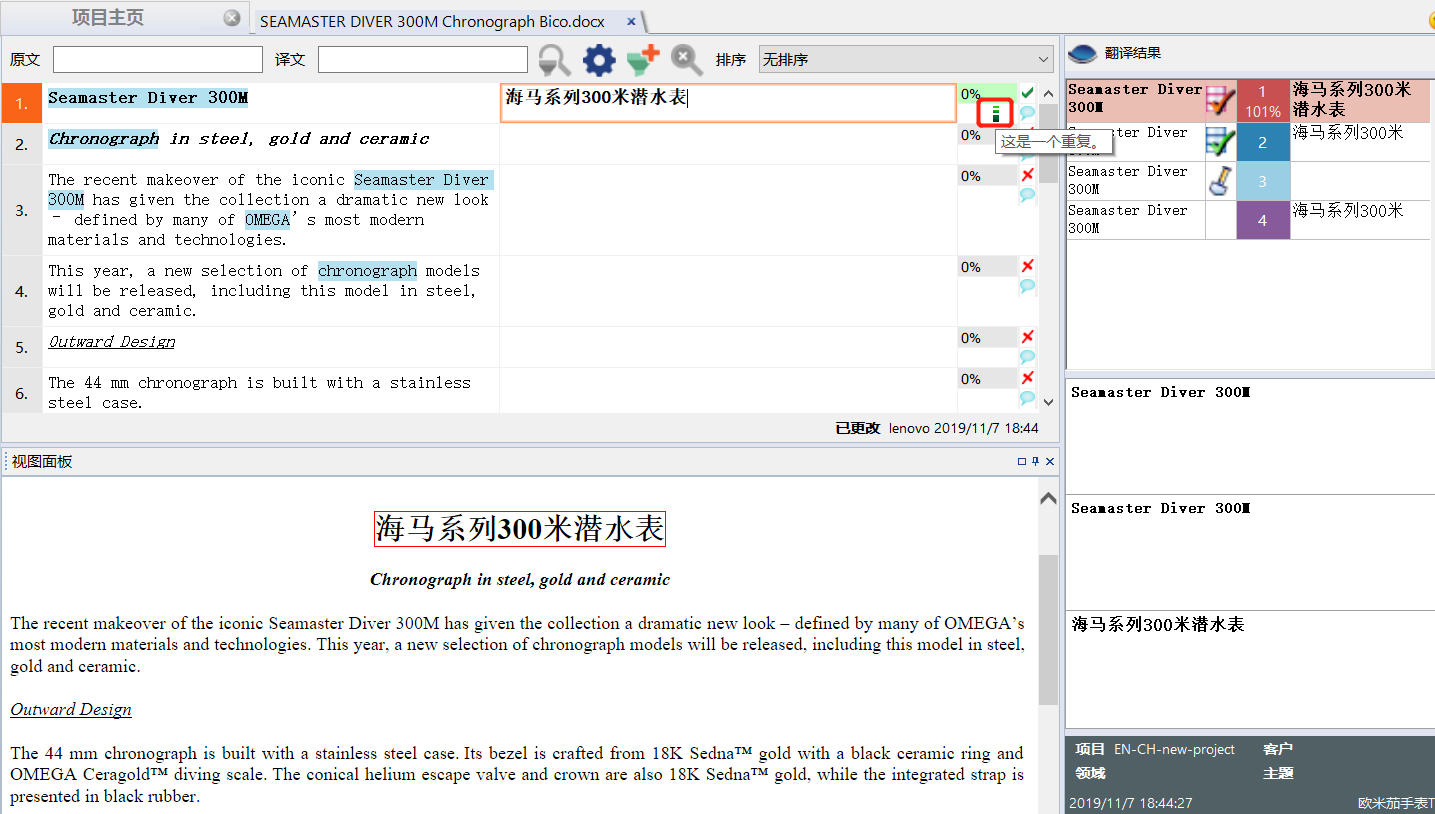 项目主页
SEAMASTER DIVER 300M Chronograph Bico.docx
原文
译文
排序
无排序
1.
Seamaster Diver 300M
海马系列300米潜水表
0%
这是一个重复。
2.
Chronograph in steel, gold and ceramic
0%
3.
The recent makeover of the iconic Seamaster Diver
300M has given the collection a dramatic new look
– defined by many of OMEGA's most modern
materials and technologies.
0%
4.
This year, a new selection of chronograph models
will be released, including this model in steel,
gold and ceramic.
0%
5.
Outward Design
0%
6.
The 44 mm chronograph is built with a stainless
steel case.
0%
已更改 lenovo 2019/11/7 18:44
视图面板
海马系列300米潜水表
Chronograph in steel, gold and ceramic
The recent makeover of the iconic Seamaster Diver 300M has given the collection a dramatic new look – defined by many of OMEGA's
most modern materials and technologies. This year, a new selection of chronograph models will be released, including this model in steel,
gold and ceramic.
Outward Design
The 44 mm chronograph is built with a stainless steel case. Its bezel is crafted from 18K Sedna™ gold with a black ceramic ring and
OMEGA Ceragold™ diving scale. The conical helium escape valve and crown are also 18K Sedna™ gold, while the integrated strap is
presented in black rubber.
翻译结果
Seamaster Diver
300M
1
101%
海马系列300米
潜水表
Seamaster Diver
2
海马系列300米
Seamaster Diver
300M
3
Seamaster Diver
300M
4
海马系列300米
Seamaster Diver 300M
Seamaster Diver 300M
海马系列300米潜水表
项目 EN-CH-new-project 客户
领域 主题
2019/11/7 18:44:27 欧米茄手表T